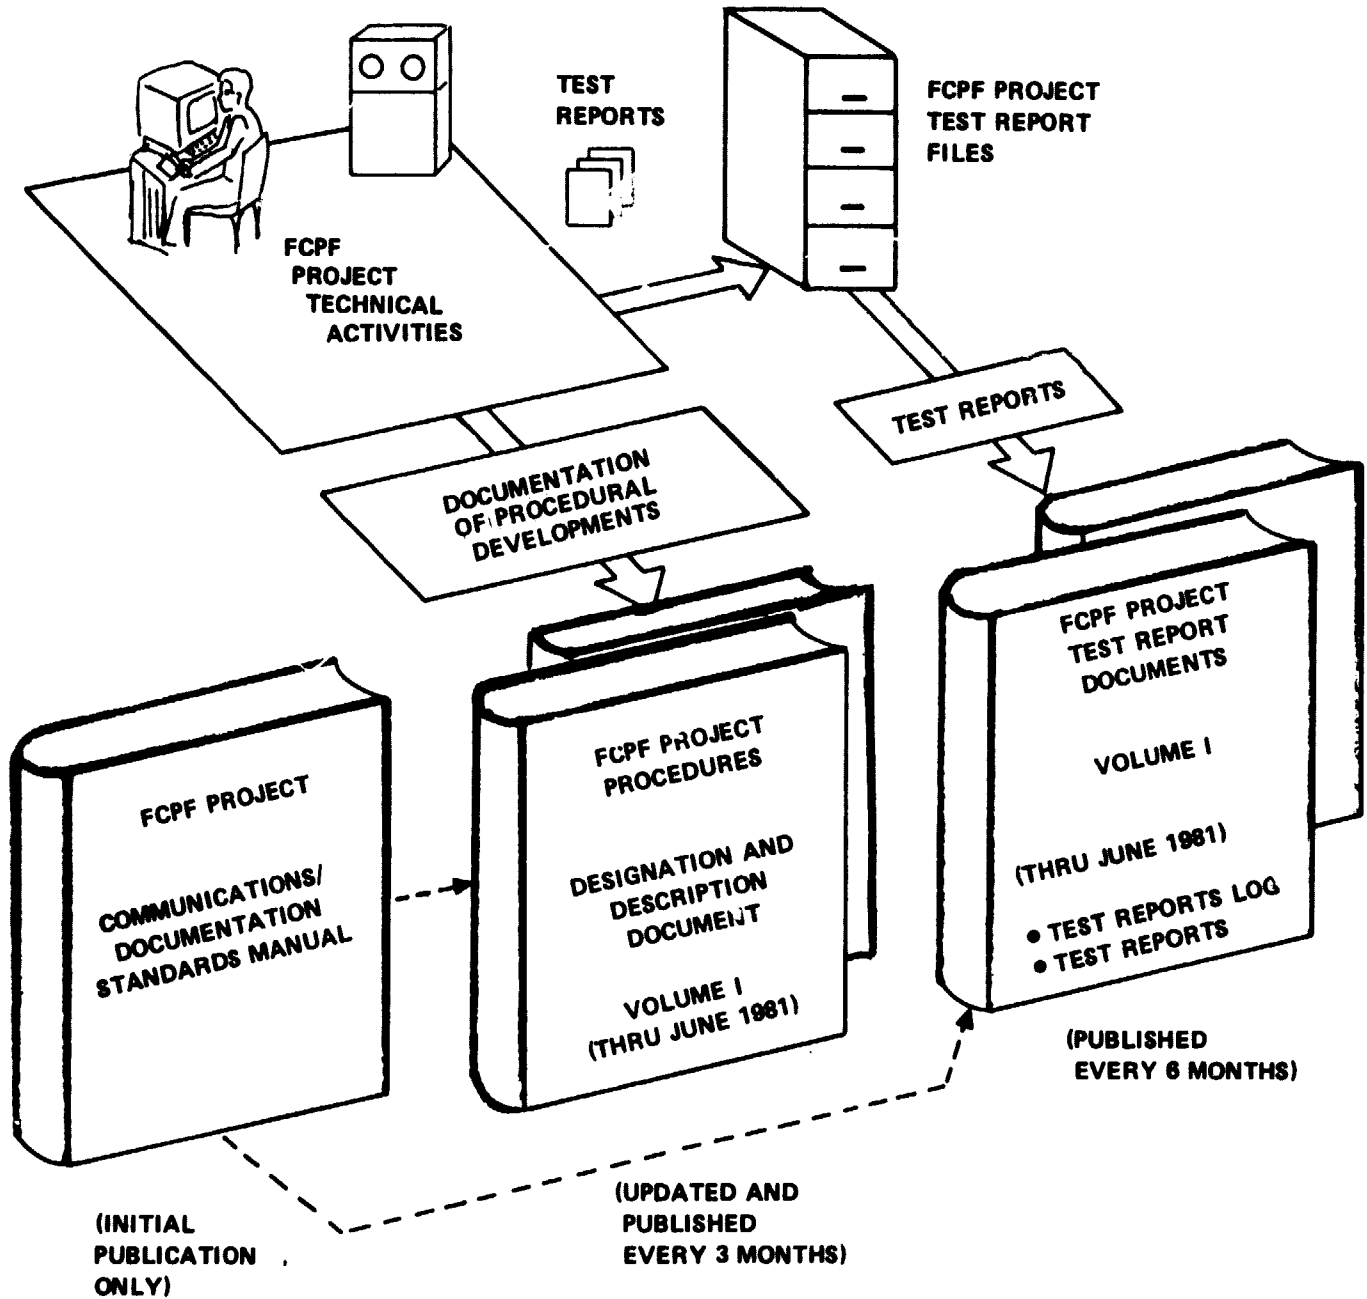 TEST
REPORTS
FCPF PROJECT
TEST REPORT
FILES
FCPF
PROJECT
TECHNICAL
ACTIVITIES
TEST REPORTS
DOCUMENTATION
OF PROCEDURAL
DEVELOPMENTS
FCPF PROJECT
COMMUNICATIONS/
DOCUMENTATION
STANDARDS MANUAL
(INITIAL
PUBLICATION
ONLY)
FCPF PROJECT
PROCEDURES
DESIGNATION AND
DESCRIPTION
DOCUMENT
VOLUME I
(THRU JUNE 1981)
(UPDATED AND
PUBLISHED
EVERY 3 MONTHS)
FCPF PROJECT
TEST REPORT
DOCUMENTS
VOLUME I
(THRU JUNE 1981)
● TEST REPORTS LOG
● TEST REPORTS
(PUBLISHED
EVERY 6 MONTHS)